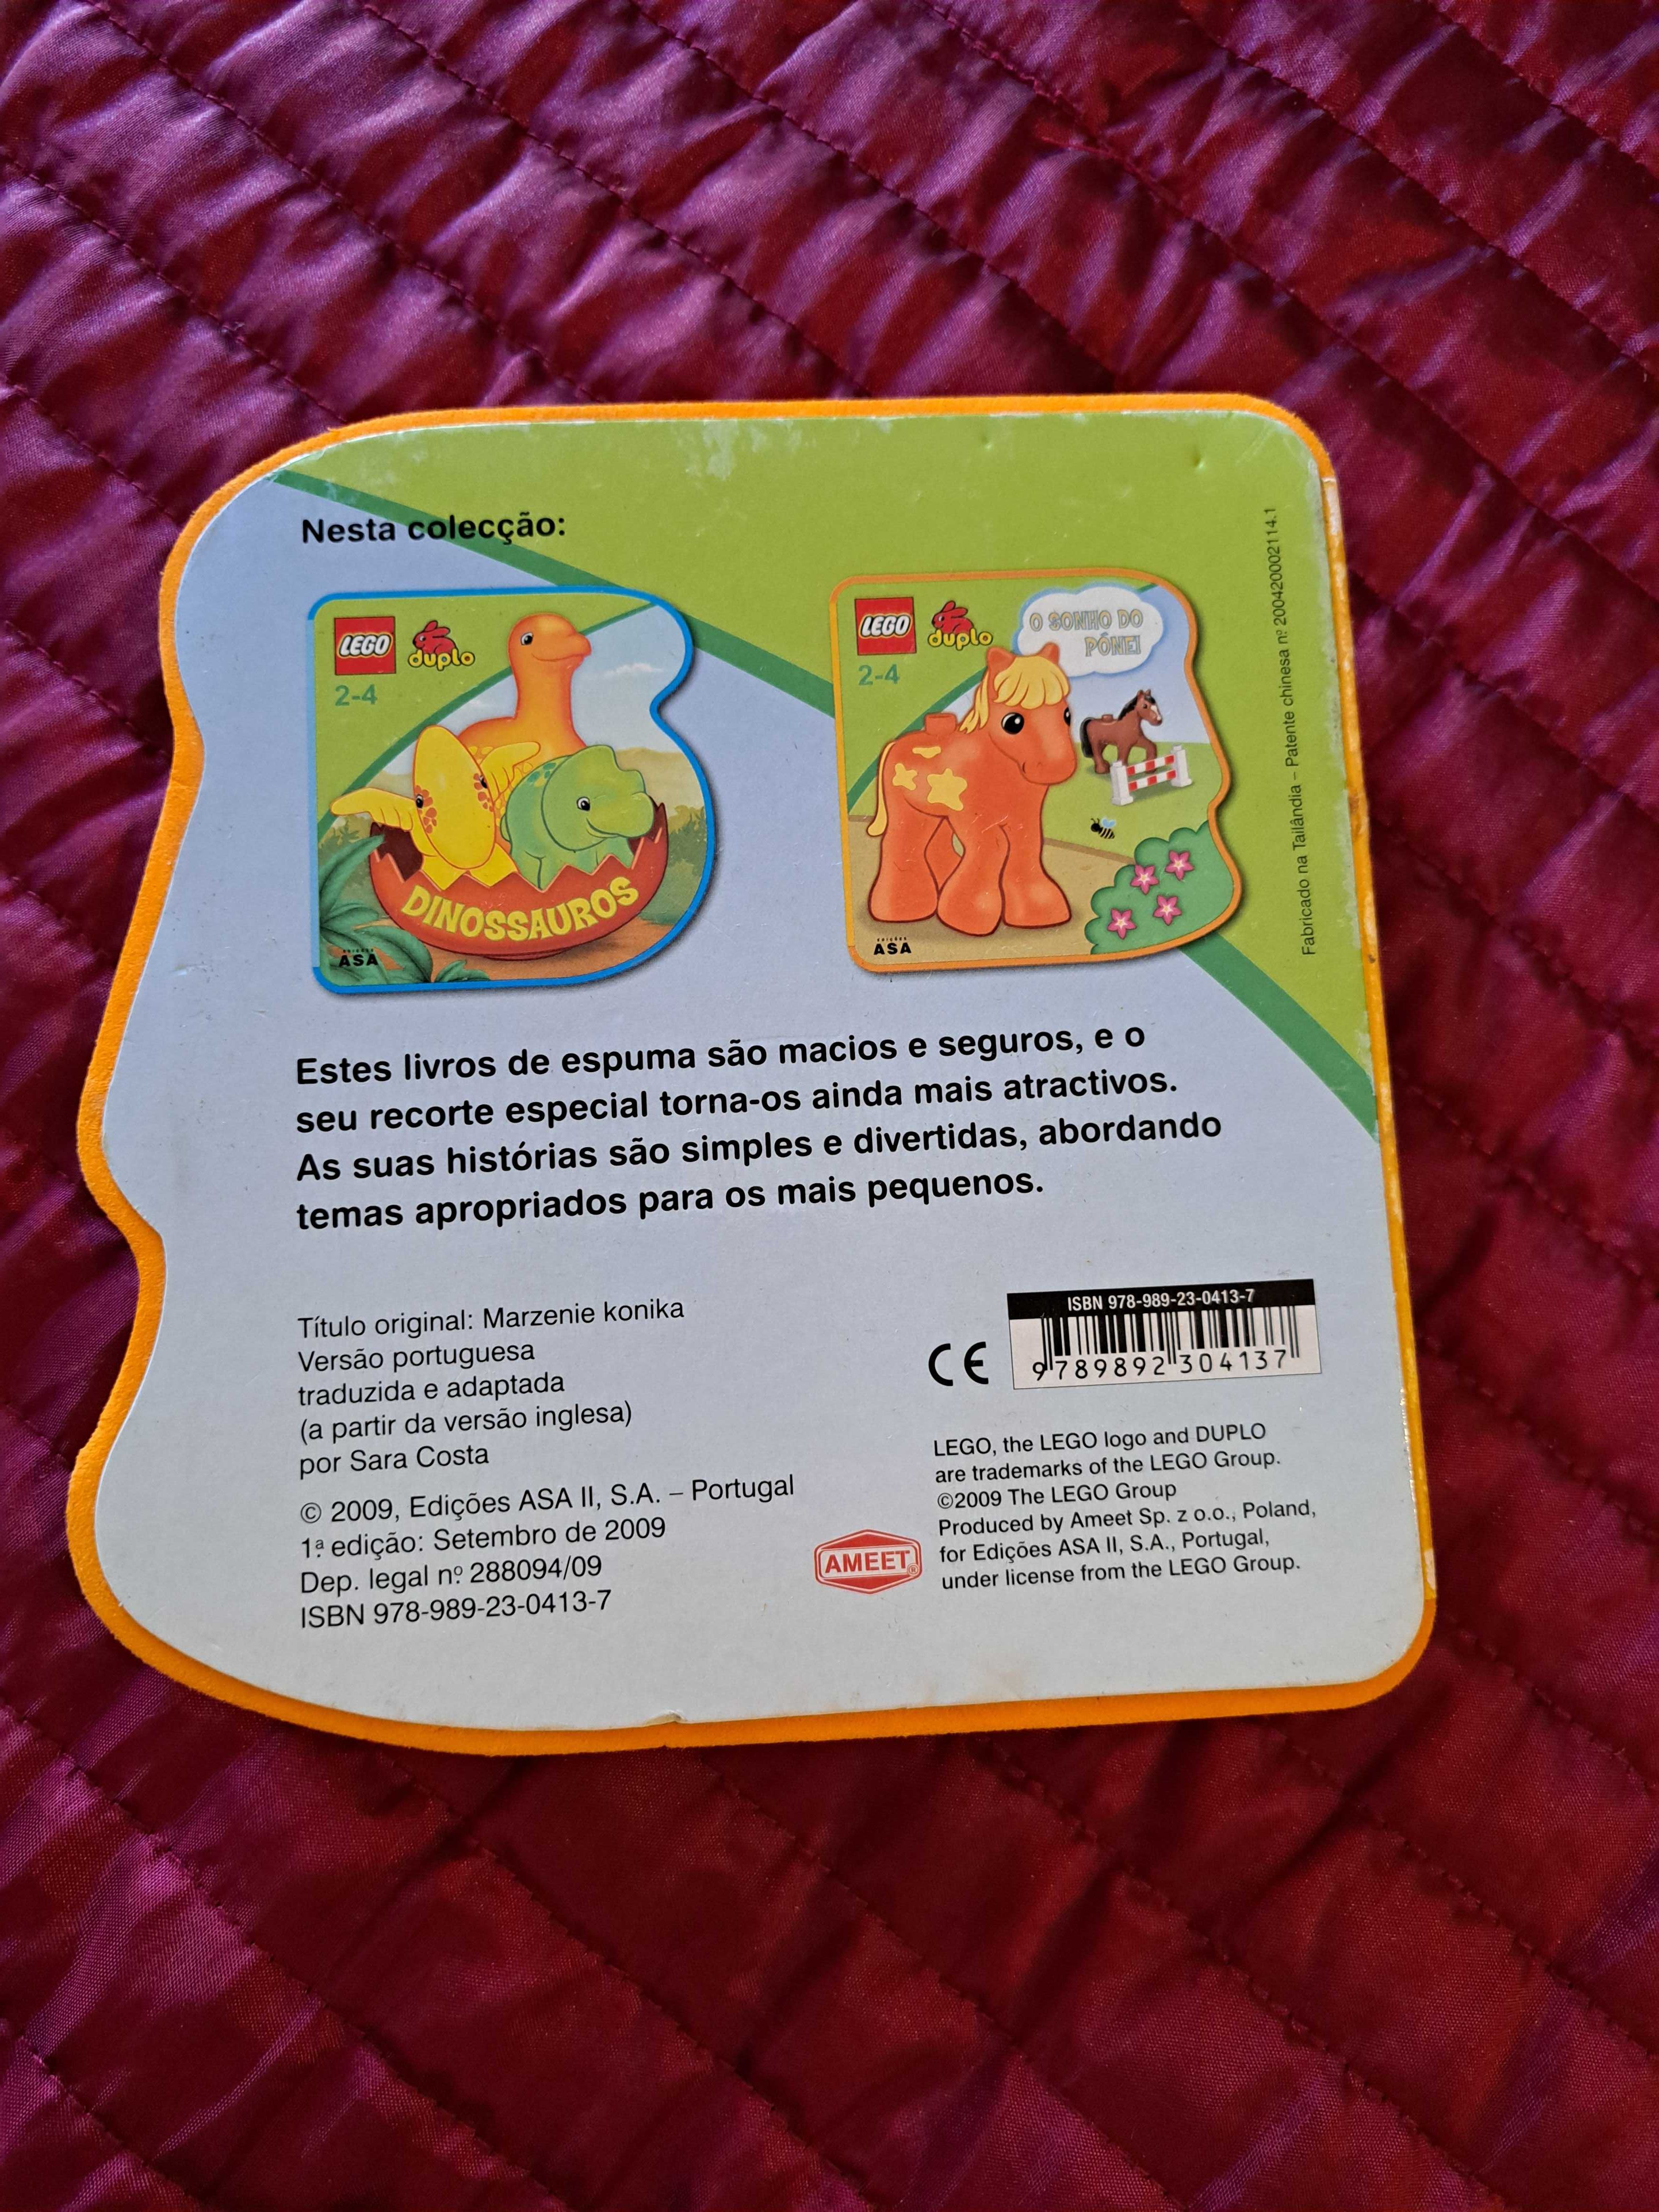 Nesta colecção:
LEGO duplo
2-4
DINOSSAUROS
EDIÇÕES
ASA
LEGO duplo
O SONHO DO
PÓNEI
2-4
EDIÇÕES
ASA
Fabricado na Tailândia – Patente chinesa nº 200420002114.1
Estes livros de espuma são macios e seguros, e o
seu recorte especial torna-os ainda mais atractivos.
As suas histórias são simples e divertidas, abordando
temas apropriados para os mais pequenos.
Título original: Marzenie konika
Versão portuguesa
traduzida e adaptada
(a partir da versão inglesa)
por Sara Costa
© 2009, Edições ASA II, S.A. – Portugal
1ª edição: Setembro de 2009
Dep. legal nº 288094/09
ISBN 978-989-23-0413-7
ISBN 978-989-23-0413-7
CE
9 789892 304137
LEGO, the LEGO logo and DUPLO
are trademarks of the LEGO Group.
©2009 The LEGO Group
Produced by Ameet Sp. z o.o., Poland,
for Edições ASA II, S.A., Portugal,
under license from the LEGO Group.
AMEET®